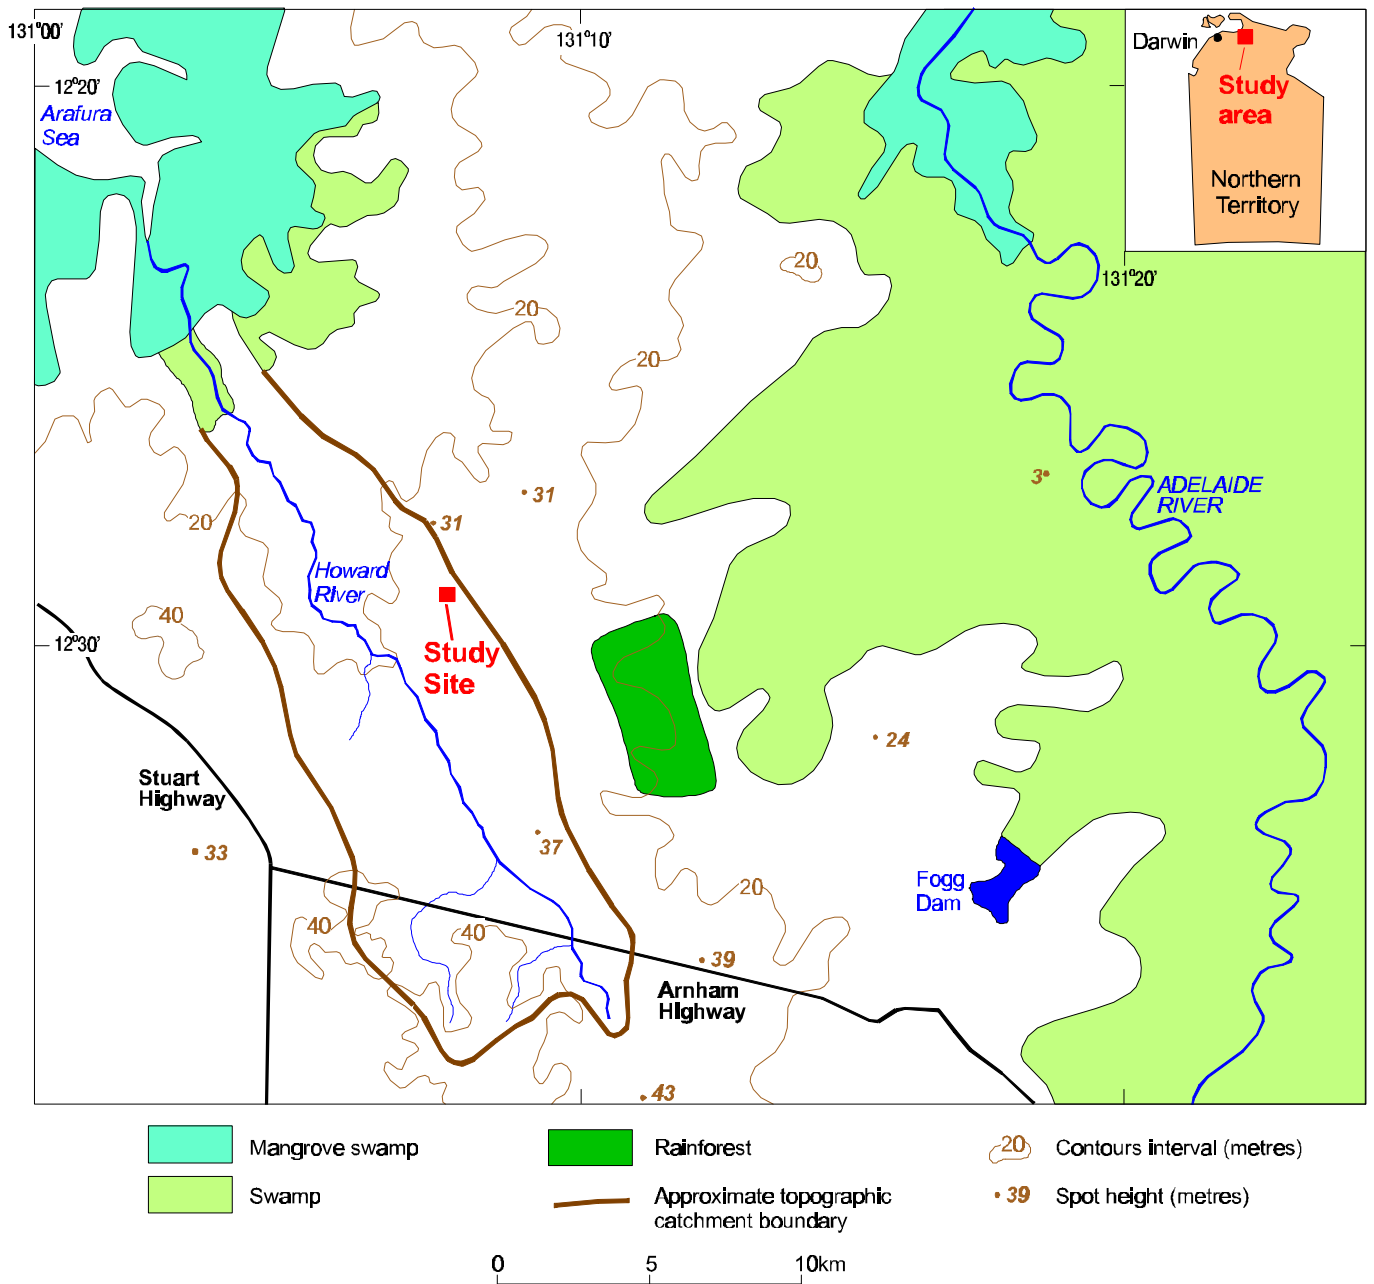 131°00'
131°10'
12°20'
Arafura
Sea
Darwin
Study
area
Northern
Territory
20
131°20'
20
20
3
31
ADELAIDE
RIVER
20
31
Howard
River
40
12°30'
Study
Site
24
Stuart
Highway
37
33
Fogg
Dam
20
40
40
39
Arnham
HIghway
43
Mangrove swamp
Rainforest
20
Contours interval (metres)
Swamp
Approximate topographic
catchment boundary
39
Spot height (metres)
0
5
10km